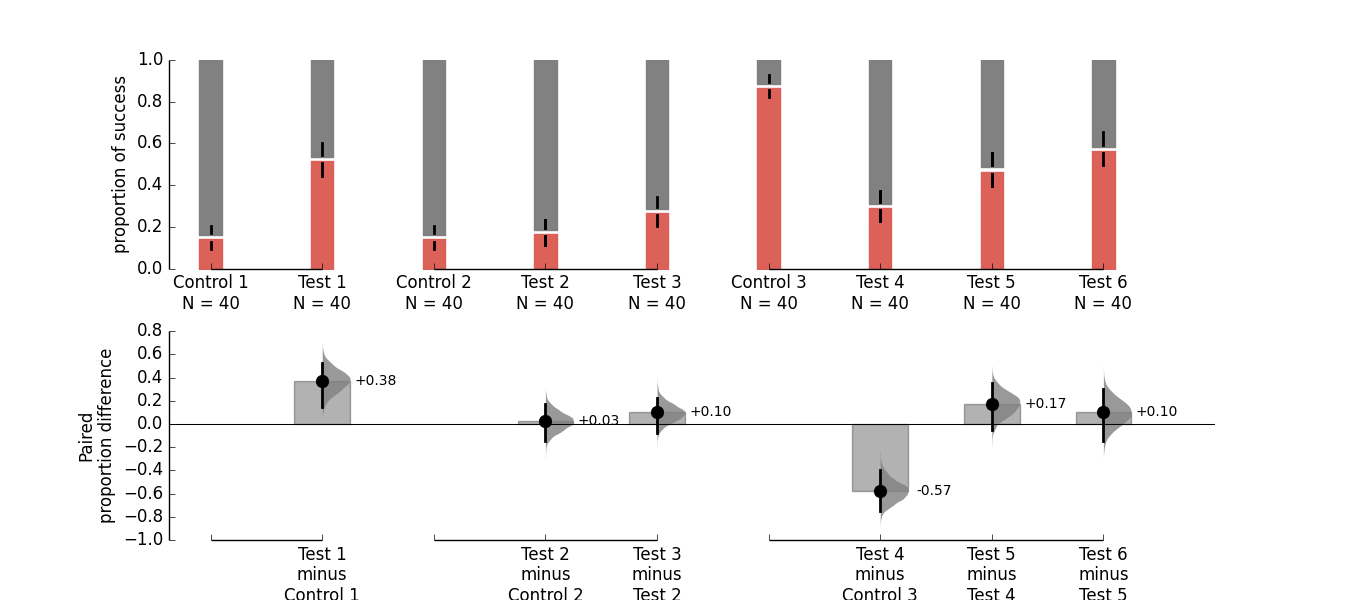 proportion of success
1.0
0.8
0.6
0.4
0.2
0.0
Control 1 Test 1 Control 2 Test 2 Test 3 Control 3 Test 4 Test 5 Test 6
N = 40 N = 40 N = 40 N = 40 N = 40 N = 40 N = 40 N = 40 N = 40
Paired
proportion difference
0.8
0.6
0.4
0.2
0.0
−0.2
−0.4
−0.6
−0.8
−1.0
+0.38
+0.03
+0.10
-0.57
+0.17
+0.10
Test 1 Test 2 Test 3 Test 4 Test 5 Test 6
minus minus minus minus minus minus
Control 1 Control 2 Test 2 Control 3 Test 4 Test 5